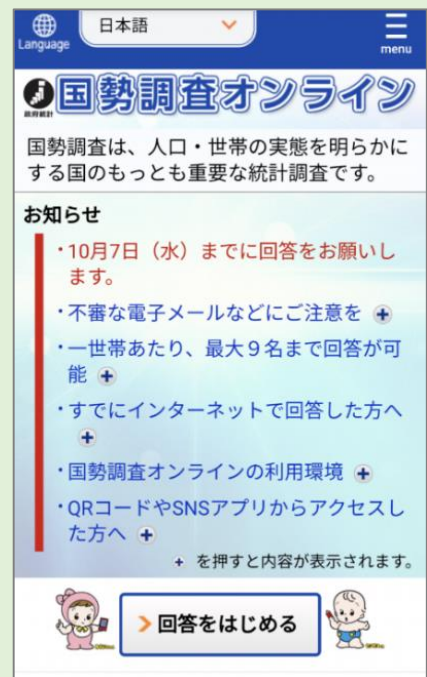 日本語
Language
menu
政府統計
国勢調査オンライン
国勢調査は、人口・世帯の実態を明らかに
する国のもっとも重要な統計調査です。
お知らせ
・10月7日（水）までに回答をお願いし
ます。
・不審な電子メールなどにご注意を
・一世帯あたり、最大９名まで回答が可
能
・すでにインターネットで回答した方へ
・国勢調査オンラインの利用環境
・QRコードやSNSアプリからアクセスし
た方へ
を押すと内容が表示されます。
回答をはじめる